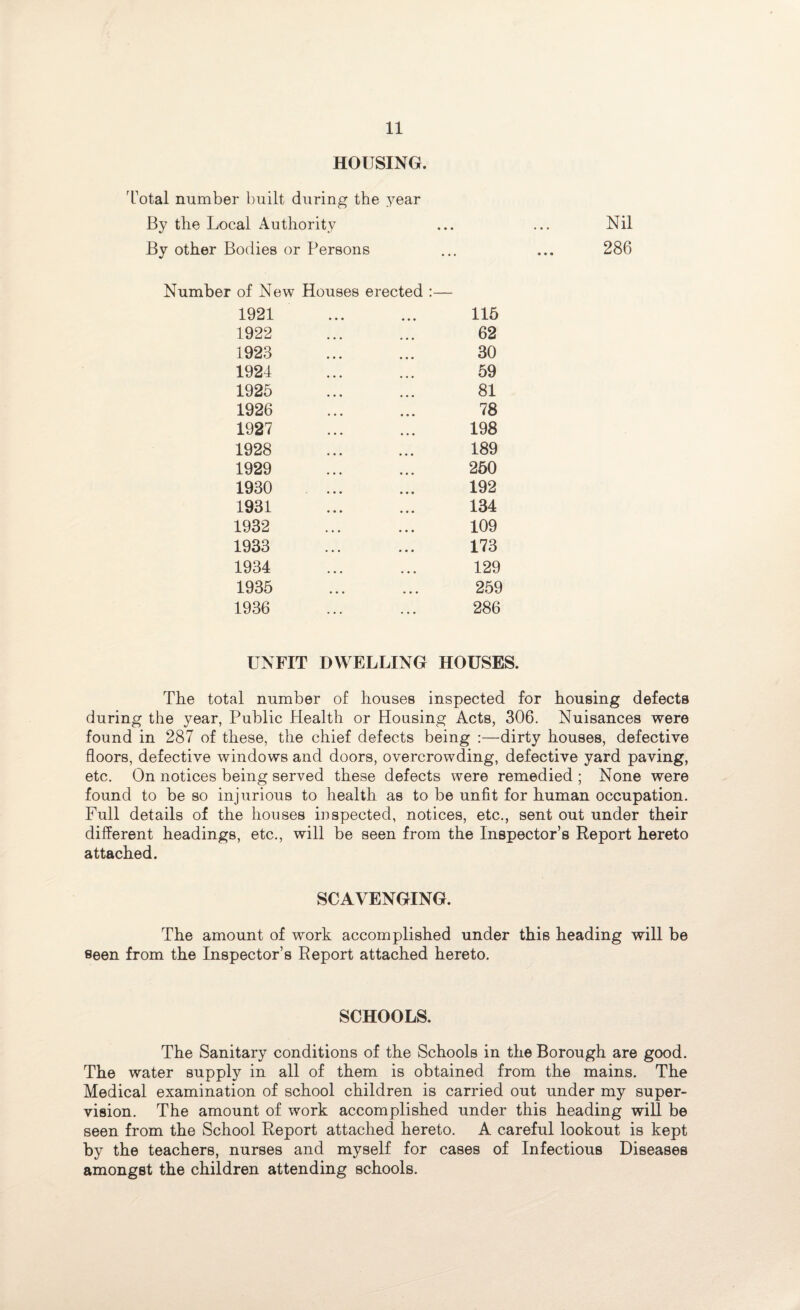 11
HOUSING.
Total number built during the year
By the Local Authority ... ... Nil
By other Bodies or Persons ... ... 286
Number of New Houses erected :—
1921 ... ... 115
1922 ... ... 62
1923 ... ... 30
1924 ... ... 59
1925 ... ... 81
1926 ... ... 78
1927 ... ... 198
1928 ... ... 189
1929 ... ... 250
1930 ... ... 192
1931 ... ... 134
1932 ... ... 109
1933 ... ... 173
1934 ... ... 129
1935 ... ... 259
1936 ... ... 286
UNFIT DWELLING HOUSES.
The total number of houses inspected for housing defects
during the year, Public Health or Housing Acts, 306. Nuisances were
found in 287 of these, the chief defects being :—dirty houses, defective
floors, defective windows and doors, overcrowding, defective yard paving,
etc. On notices being served these defects were remedied ; None were
found to be so injurious to health as to be unfit for human occupation.
Full details of the houses inspected, notices, etc., sent out under their
different headings, etc., will be seen from the Inspector's Report hereto
attached.
SCAVENGING.
The amount of work accomplished under this heading will be
seen from the Inspector's Report attached hereto.
SCHOOLS.
The Sanitary conditions of the Schools in the Borough are good.
The water supply in all of them is obtained from the mains. The
Medical examination of school children is carried out under my super-
vision. The amount of work accomplished under this heading will be
seen from the School Report attached hereto. A careful lookout is kept
by the teachers, nurses and myself for cases of Infectious Diseases
amongst the children attending schools.